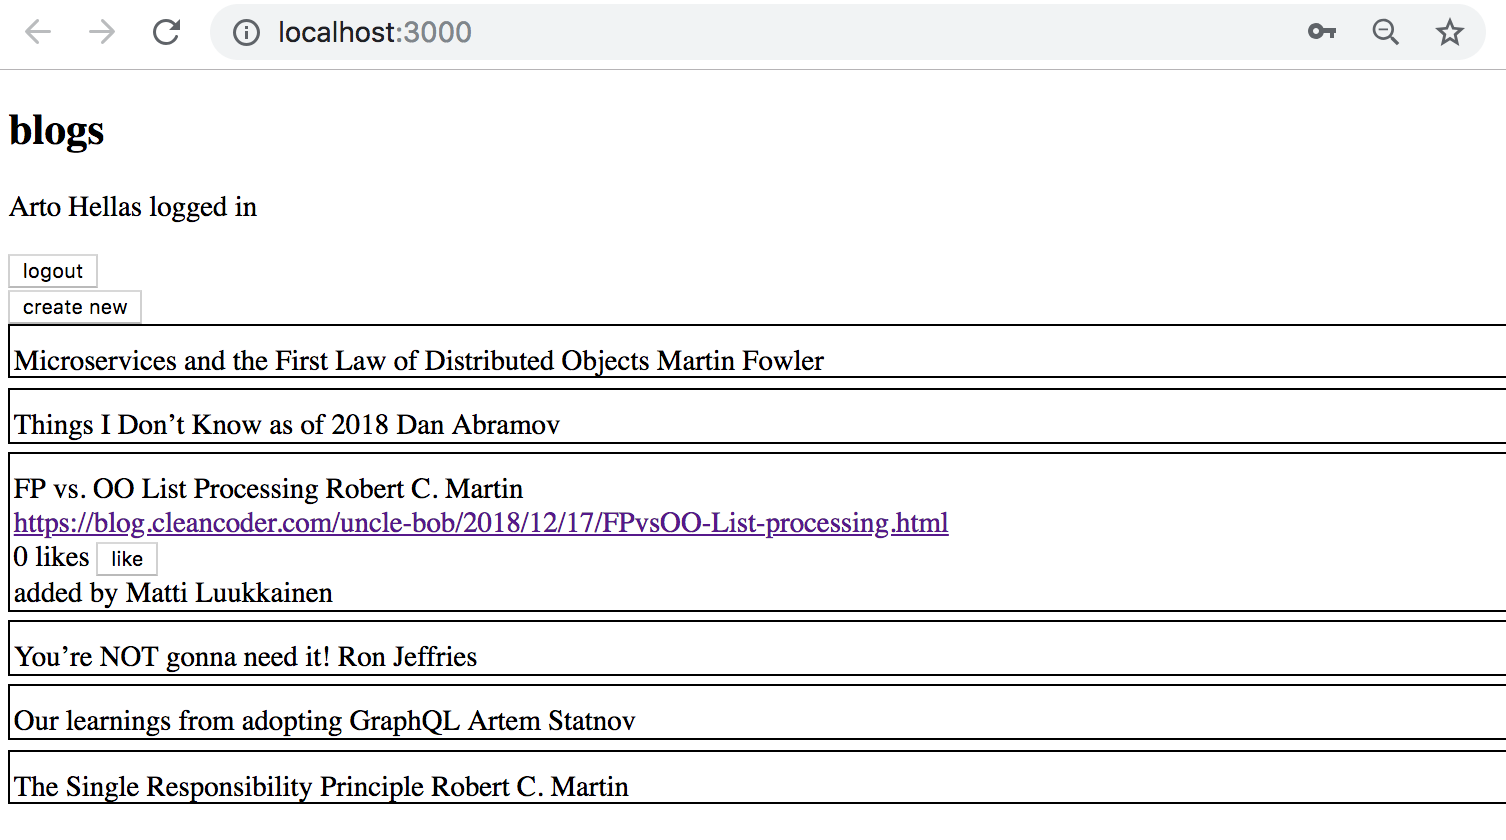 localhost:3000
blogs
Arto Hellas logged in
logout
create new
Microservices and the First Law of Distributed Objects Martin Fowler
Things I Don’t Know as of 2018 Dan Abramov
FP vs. OO List Processing Robert C. Martin
https://blog.cleancoder.com/uncle-bob/2018/12/17/FPvsOO-List-processing.html
0 likes like
added by Matti Luukkainen
You’re NOT gonna need it! Ron Jeffries
Our learnings from adopting GraphQL Artem Statnov
The Single Responsibility Principle Robert C. Martin